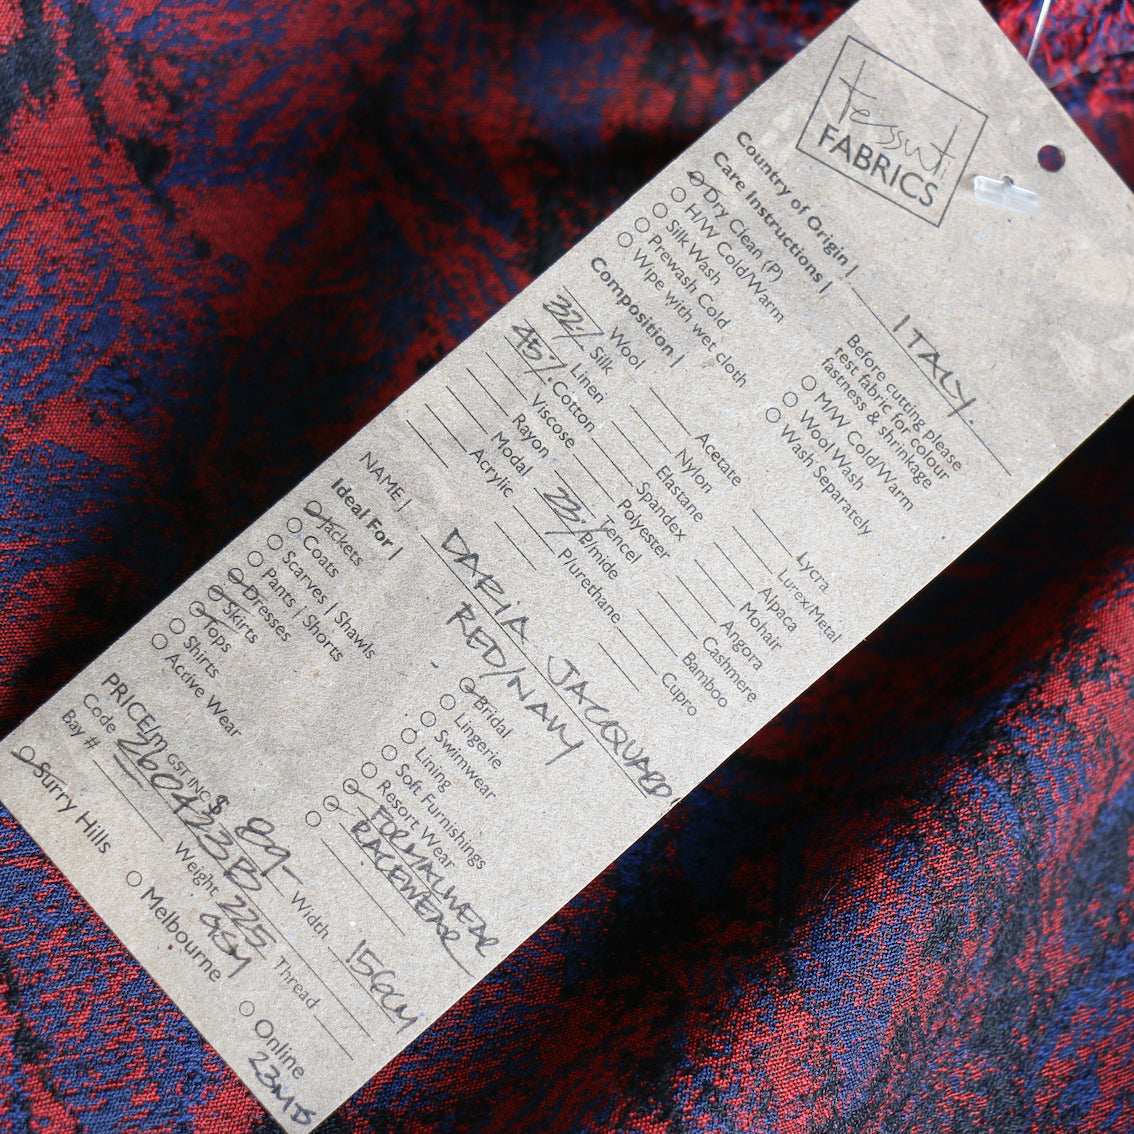 tessuti
FABRICS
Country of Origin | ITALY.
Care Instructions |
Dry Clean (P)
H/W Cold/Warm
Silk Wash
Prewash Cold
Wipe with wet cloth
Before cutting please
test fabric for colour
fastness & shrinkage
M/W Cold/Warm
Wool Wash
Wash Separately
Composition |
Wool
32% Silk
Linen
45% Cotton
Viscose
Rayon
Modal
Acrylic
Acetate
Nylon
Elastane
Spandex
Polyester
23% Tencel
P/mide
P/urethane
Lycra
Lurex/Metal
Alpaca
Mohair
Angora
Cashmere
Bamboo
Cupro
NAME | DARIA JACQUARD
RED/NAVY
Ideal For |
Jackets
Coats
Scarves | Shawls
Pants | Shorts
Dresses
Skirts
Tops
Shirts
Active Wear
Bridal
Lingerie
Swimwear
Lining
Soft Furnishings
Resort Wear
FORMALWEAR
RACEWEAR
PRICE/m GST INC $ 89- Width 156CM
Code 260423B Weight 225 Thread
GSM
Bay #
Surry Hills
Melbourne
Online
23MTS